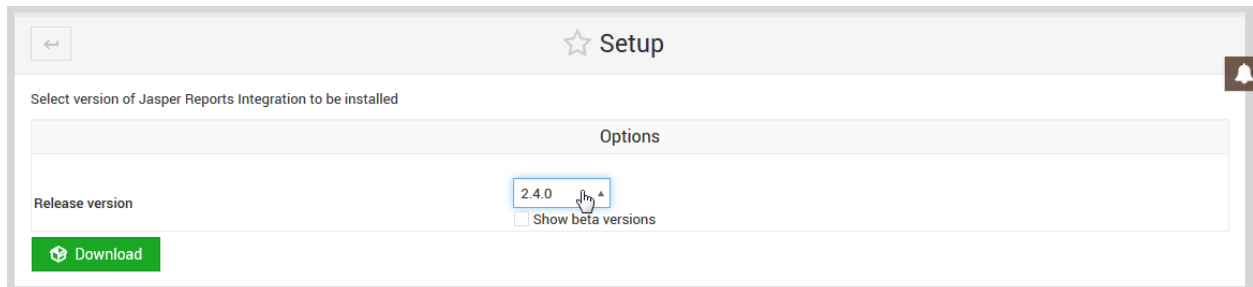 Setup
Select version of Jasper Reports Integration to be installed
Options
Release version
2.4.0
Show beta versions
Download